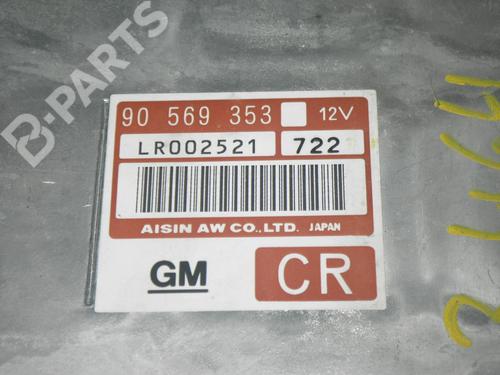 B-PARTS
90 569 353 12V
LR002521 722
AISIN AW CO., LTD. JAPAN
GM CR